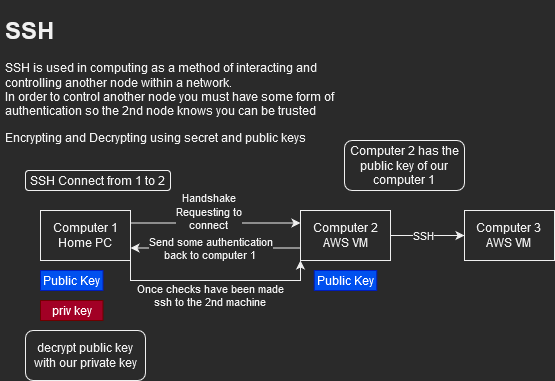 SSH
SSH is used in computing as a method of interacting and
controlling another node within a network.
In order to control another node you must have some form of
authentication so the 2nd node knows you can be trusted
Encrypting and Decrypting using secret and public keys
Computer 2 has the
public key of our
computer 1
SSH Connect from 1 to 2
Handshake
Requesting to
connect
Computer 1
Home PC
Computer 2
AWS VM
SSH
Computer 3
AWS VM
Send some authentication
back to computer 1
Public Key
Public Key
Once checks have been made
ssh to the 2nd machine
priv key
decrypt public key
with our private key